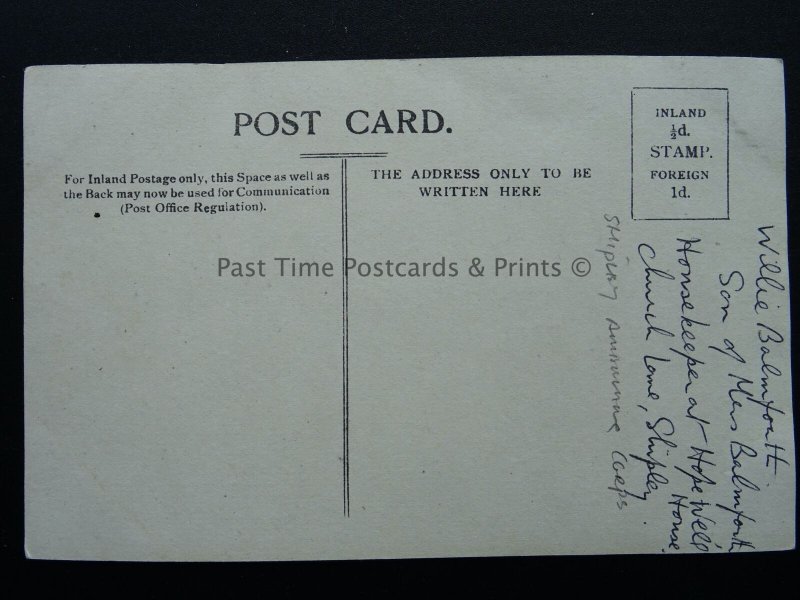 POST CARD.
For Inland Postage only, this Space as well as
the Back may now be used for Communication
(Post Office Regulation).
THE ADDRESS ONLY TO BE
WRITTEN HERE
INLAND
½d.
STAMP.
FOREIGN
1d.
Past Time Postcards & Prints ©
Willie Balmforth
Son of Mrs Balmforth
Housekeeper at Hope Well House
Church Lane, Shipley.
SHIPLEY AMBULANCE CORPS